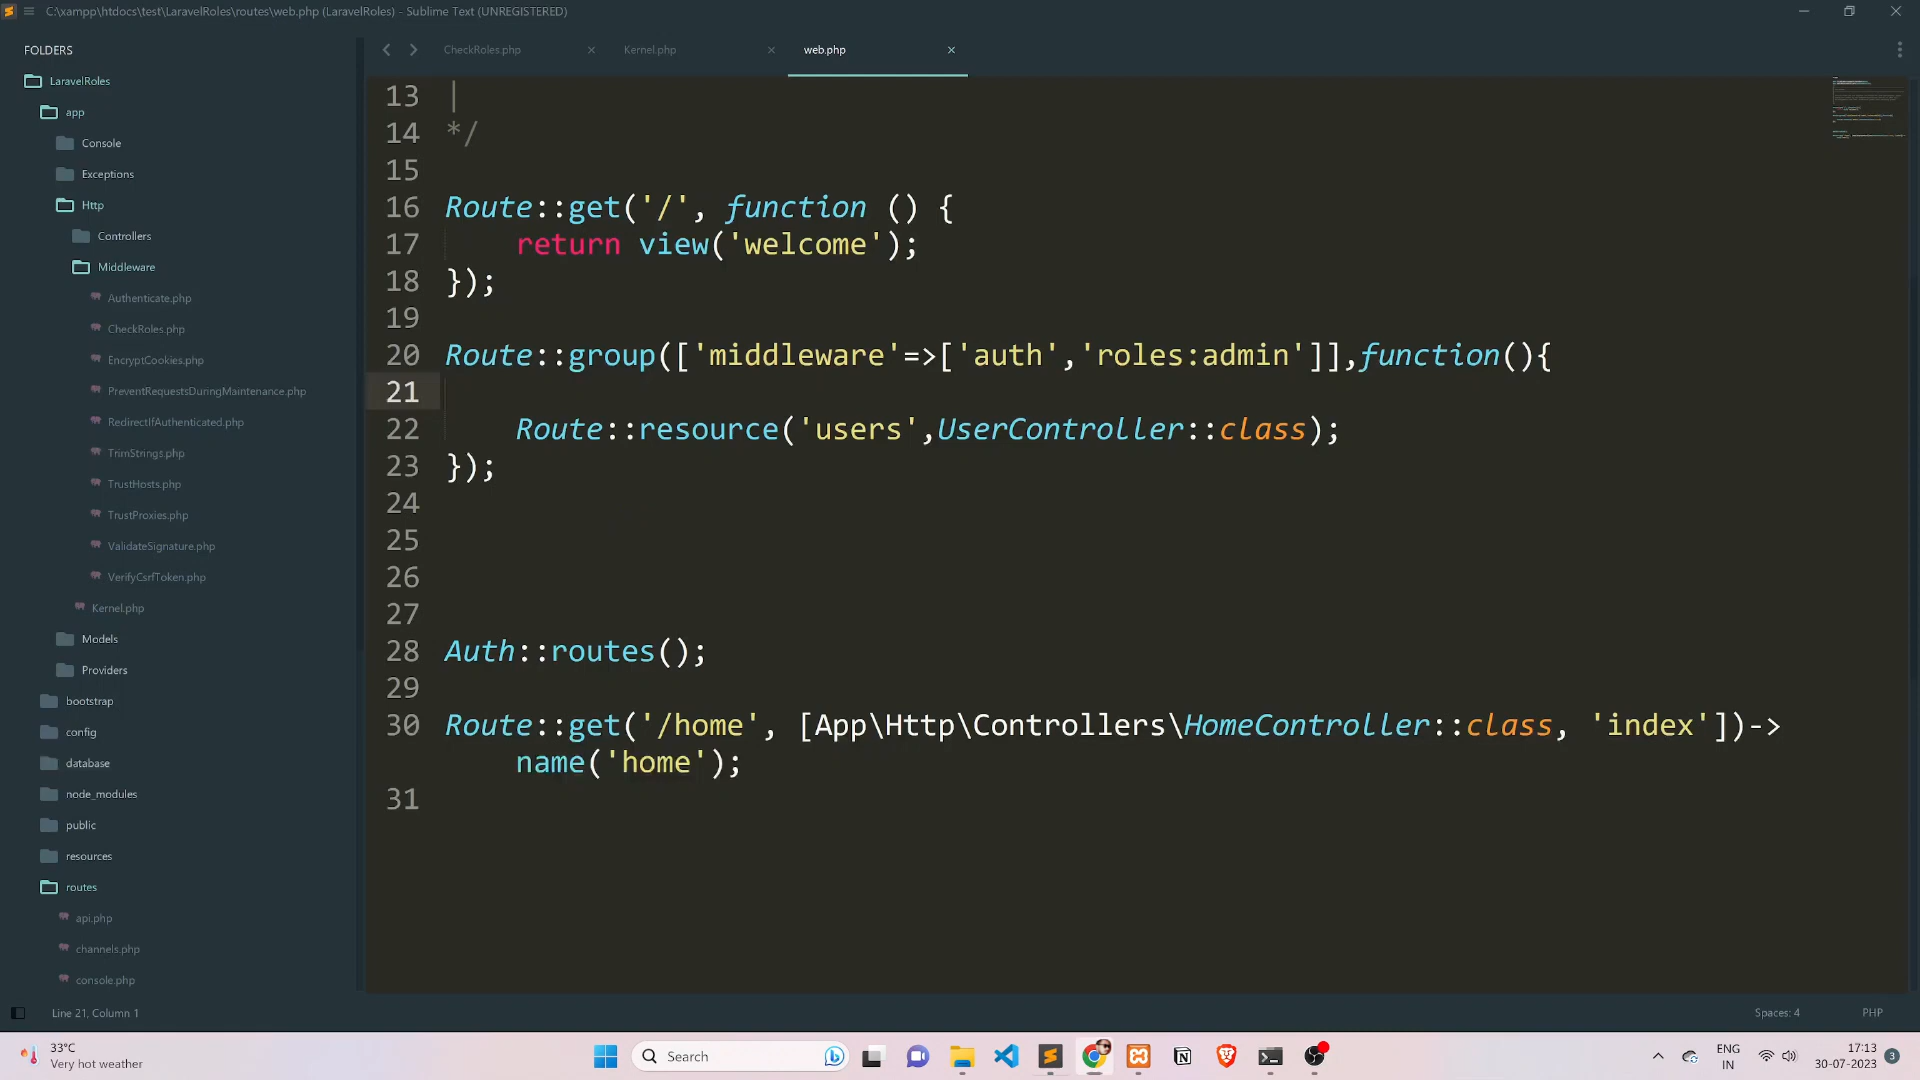 C:\xampp\htdocs\test\LaravelRoles\routes\web.php (LaravelRoles) - Sublime Text (UNREGISTERED)
FOLDERS
LaravelRoles
app
Console
Exceptions
Http
Controllers
Middleware
Authenticate.php
CheckRoles.php
EncryptCookies.php
PreventRequestsDuringMaintenance.php
RedirectIfAuthenticated.php
TrimStrings.php
TrustHosts.php
TrustProxies.php
ValidateSignature.php
VerifyCsrfToken.php
Kernel.php
Models
Providers
bootstrap
config
database
node_modules
public
resources
routes
api.php
channels.php
console.php
CheckRoles.php
Kernel.php
web.php
13 |
14 */
15
16 Route::get('/', function () {
17 return view('welcome');
18 });
19
20 Route::group(['middleware'=>['auth','roles:admin']],function(){
21
22 Route::resource('users',UserController::class);
23 });
24
25
26
27
28 Auth::routes();
29
30 Route::get('/home', [App\Http\Controllers\HomeController::class, 'index'])->
name('home');
31
Line 21, Column 1
Spaces: 4
PHP
33°C
Very hot weather
Search
ENG
IN
17:13
30-07-2023
3